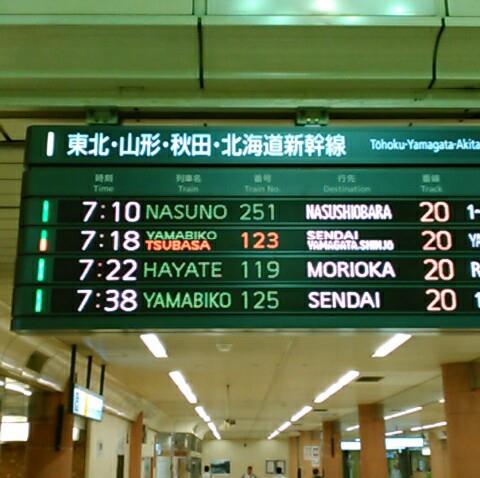 東北・山形・秋田・北海道新幹線 Tōhoku-Yamagata-Akita
時刻 列車名 番号 行先 番線
Time Train Train No. Destination Track
7:10 NASUNO 251 NASUSHIOBARA 20 1-
7:18 YAMABIKO TSUBASA 123 SENDAI YAMAGATA,SHINJO 20
7:22 HAYATE 119 MORIOKA 20
7:38 YAMABIKO 125 SENDAI 20